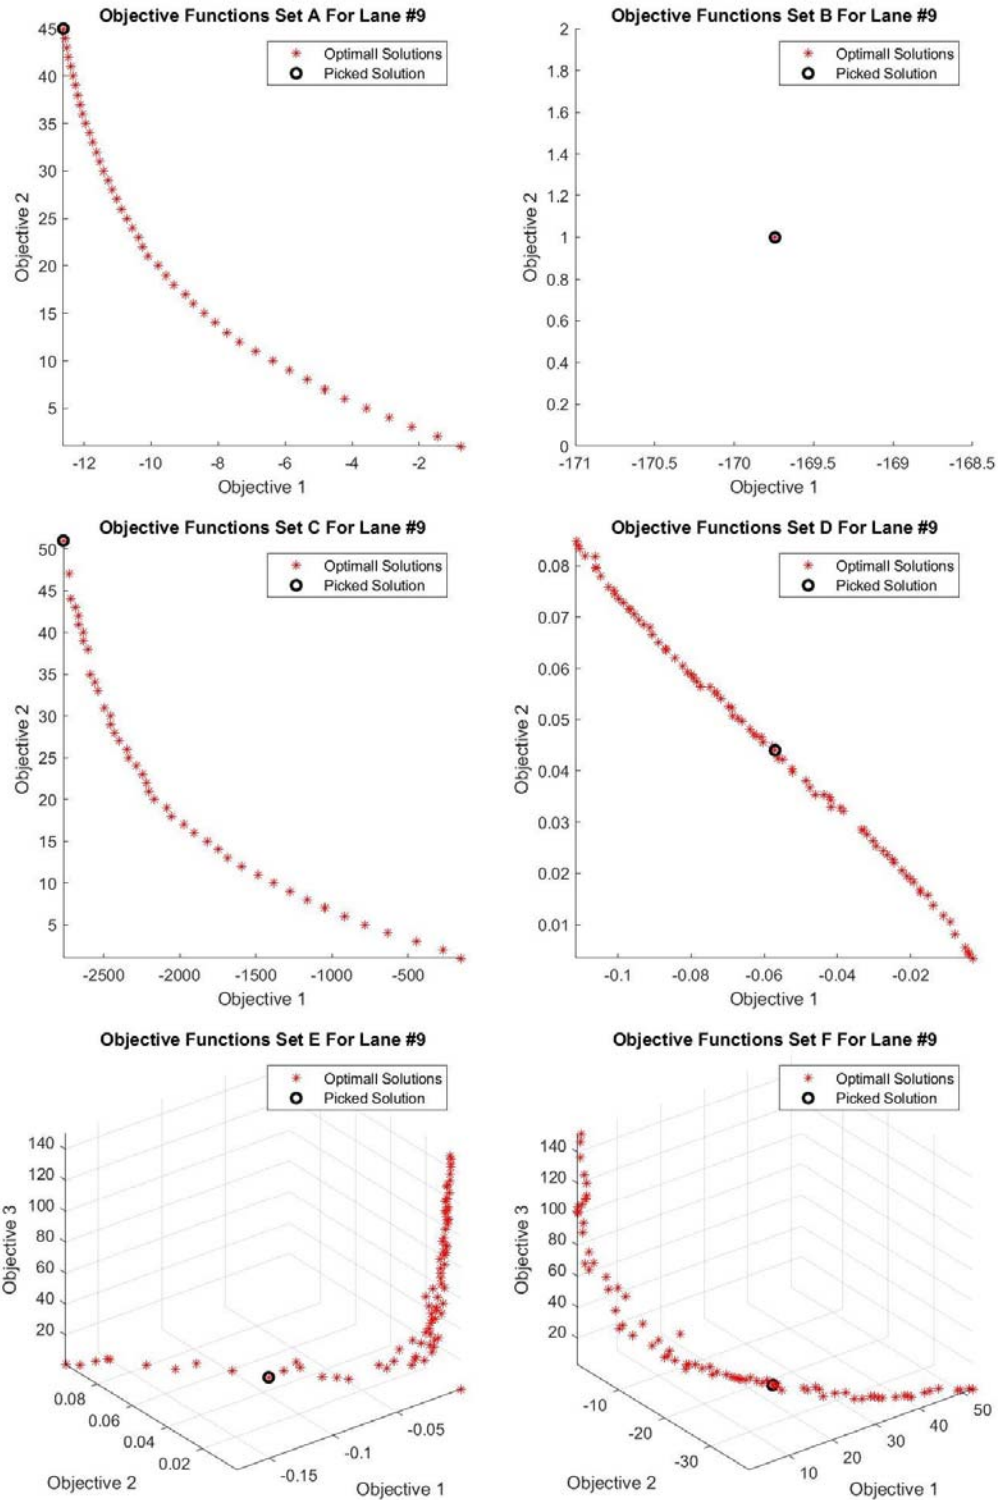 Objective Functions Set A For Lane #9
Optimall Solutions
Picked Solution
45
40
35
30
25
20
15
10
5
Objective 2
-12 -10 -8 -6 -4 -2
Objective 1
Objective Functions Set B For Lane #9
Optimall Solutions
Picked Solution
2
1.8
1.6
1.4
1.2
1
0.8
0.6
0.4
0.2
0
Objective 2
-171 -170.5 -170 -169.5 -169 -168.5
Objective 1
Objective Functions Set C For Lane #9
Optimall Solutions
Picked Solution
50
45
40
35
30
25
20
15
10
5
Objective 2
-2500 -2000 -1500 -1000 -500
Objective 1
Objective Functions Set D For Lane #9
Optimall Solutions
Picked Solution
0.08
0.07
0.06
0.05
0.04
0.03
0.02
0.01
Objective 2
-0.1 -0.08 -0.06 -0.04 -0.02
Objective 1
Objective Functions Set E For Lane #9
Optimall Solutions
Picked Solution
140
120
100
80
60
40
20
Objective 3
0.08
0.06
0.04
0.02
Objective 2
-0.15
-0.1
-0.05
Objective 1
Objective Functions Set F For Lane #9
Optimall Solutions
Picked Solution
140
120
100
80
60
40
20
Objective 3
-10
-20
-30
Objective 2
10
20
30
40
50
Objective 1